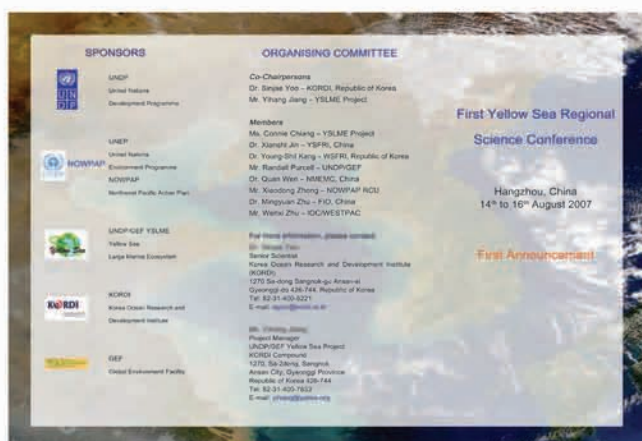 SPONSORS
UNDP
United Nations
Development Programme
UNDP
NOWPAP
UNEP
United Nations
Environment Programme
NOWPAP
Northwest Pacific Action Plan
UNDP/GEF YSLME
Yellow Sea
Large Marine Ecosystem
KORDI
KORDI
Korea Ocean Research and
Development Institute
GEF
Global Environment Facility
ORGANISING COMMITTEE
Co-Chairpersons
Dr. Sinjae Yoo – KORDI, Republic of Korea
Mr. Yihang Jiang – YSLME Project
Members
Ms. Connie Chiang – YSLME Project
Dr. Xianshi Jin – YSFRI, China
Dr. Young-Shil Kang – WSFRI, Republic of Korea
Mr. Randall Purcell – UNDP/GEF
Dr. Quan Wen – NMEMC, China
Mr. Xiaodong Zhong – NOWPAP RCU
Dr. Mingyuan Zhu – FIO, China
Mr. Wenxi Zhu – IOC/WESTPAC
For more information, please contact:
Senior Scientist
Korea Ocean Research and Development Institute
(KORDI)
1270 Sa-dong Sangnok-gu Ansan-si
Gyeonggi-do 426-744, Republic of Korea
Tel: 82-31-400-6221
E-mail:
Project Manager
UNDP/GEF Yellow Sea Project
KORDI Compound
1270, Sa-2dong, Sangnok
Ansan City, Gyeonggi Province
Republic of Korea 426-744
Tel: 82-31-400-7832
E-mail:
First Yellow Sea Regional
Science Conference
Hangzhou, China
14th to 16th August 2007
First Announcement